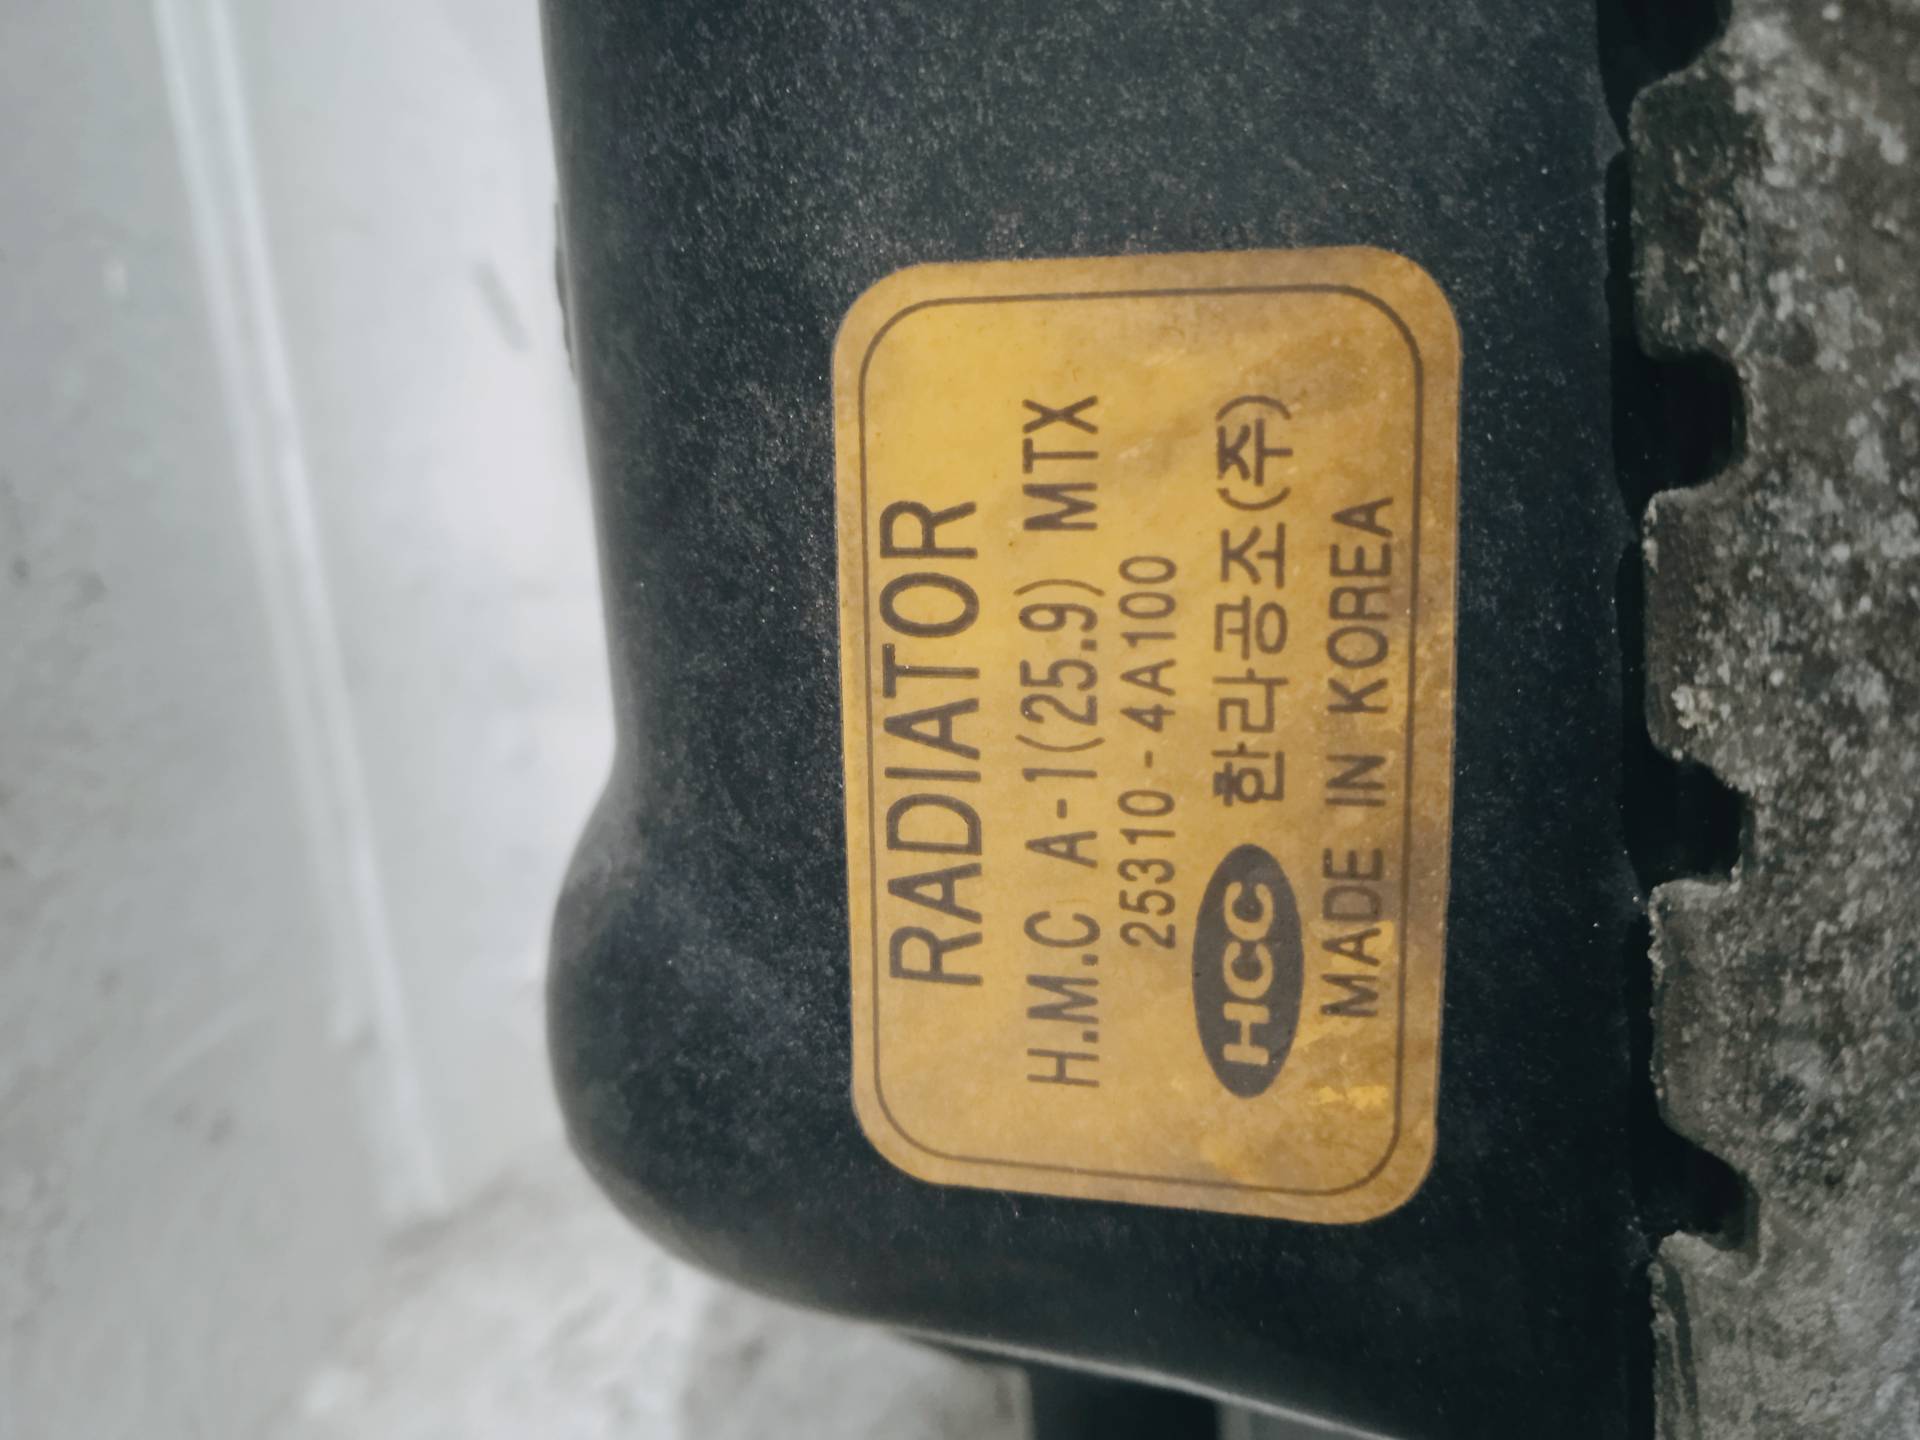 RADIATOR
H.M.C A-1(25.9) MTX
25310-4A100
HCC 한라공조(주)
MADE IN KOREA